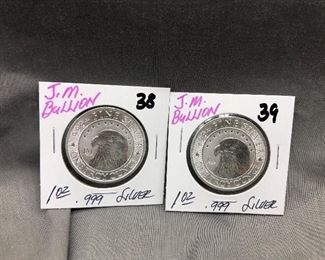 J.M.
BULLION
38
1 OZ .999 SILVER
J.M.
BULLION
39
1 OZ .999 SILVER